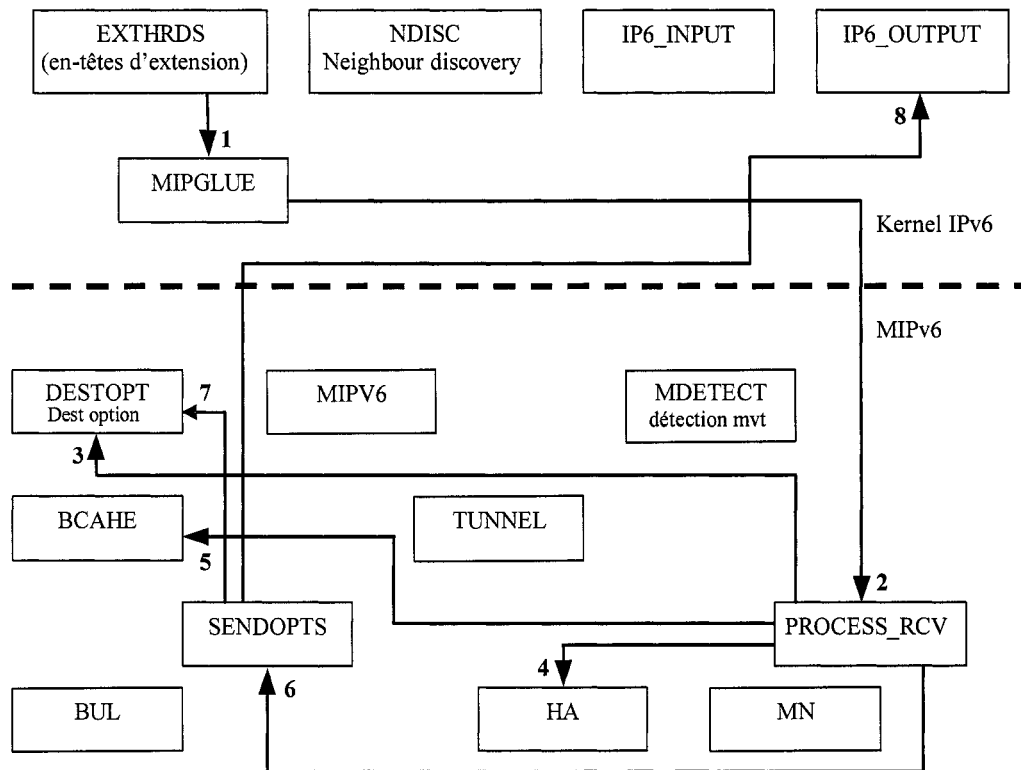 EXTHRDS
(en-têtes d'extension)
NDISC
Neighbour discovery
IP6_INPUT
IP6_OUTPUT
8
1
MIPGLUE
Kernel IPv6
MIPv6
DESTOPT
Dest option
7
MIPV6
MDETECT
détection mvt
3
BCAHE
TUNNEL
5
2
SENDOPTS
PROCESS_RCV
4
6
BUL
HA
MN